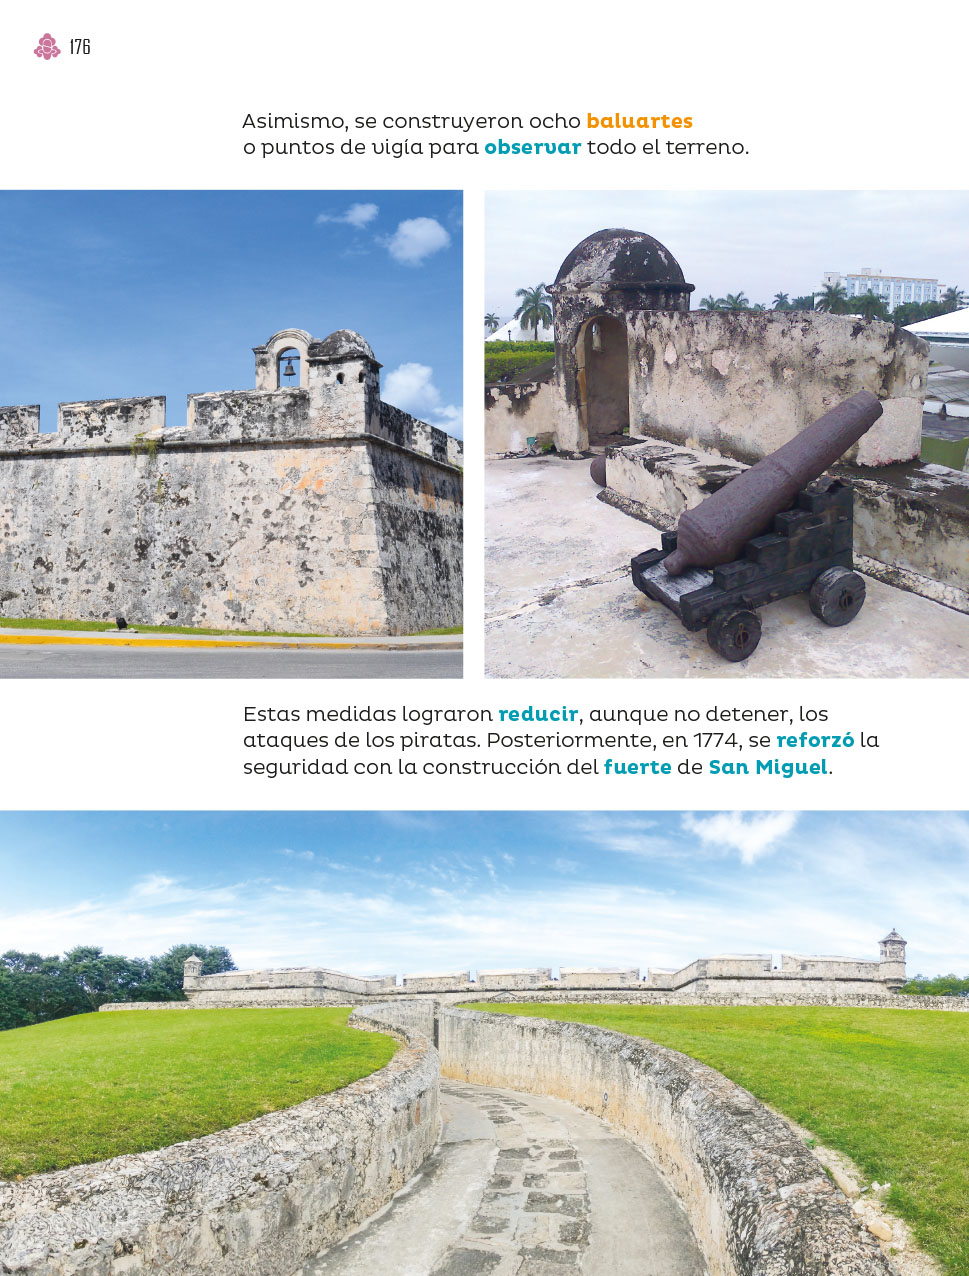 176
Asimismo, se construyeron ocho baluartes
o puntos de vigía para observar todo el terreno.
Estas medidas lograron reducir, aunque no detener, los
ataques de los piratas. Posteriormente, en 1774, se reforzó la
seguridad con la construcción del fuerte de San Miguel.